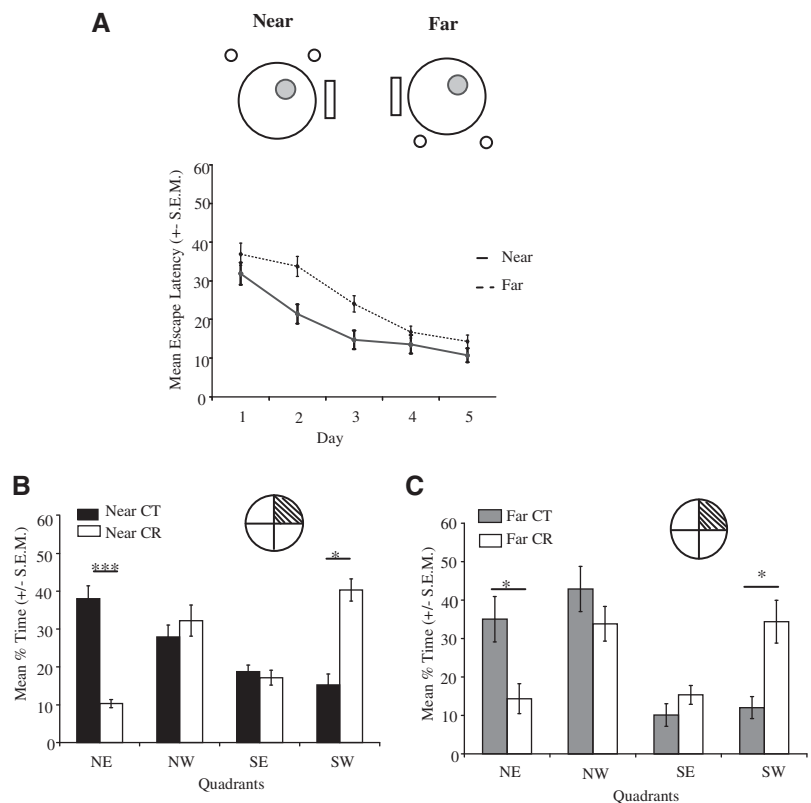 A
Near
Far
Mean Escape Latency (+- S.E.M.)
60
50
40
30
20
10
0
1 2 3 4 5
Day
Near
Far
B
Near CT
Near CR
Mean % Time (+/- S.E.M.)
60
50
40
30
20
10
0
***
*
NE NW SE SW
Quadrants
C
Far CT
Far CR
Mean % Time (+/- S.E.M.)
60
50
40
30
20
10
0
*
*
NE NW SE SW
Quadrants